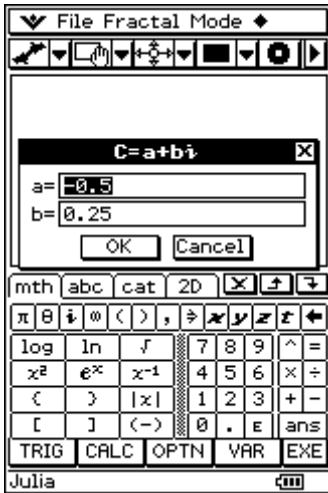 File Fractal Mode
C=a+bi
a= -0.5
b= 0.25
OK Cancel
mth abc cat 2D
π θ i ∞ ( ) , ⇒ x y z t ←
log ln √ 7 8 9 ^ =
x² eˣ x⁻¹ 4 5 6 × ÷
{ } |x| 1 2 3 + -
[ ] (-) 0 . E ans
TRIG CALC OPTN VAR EXE
Julia